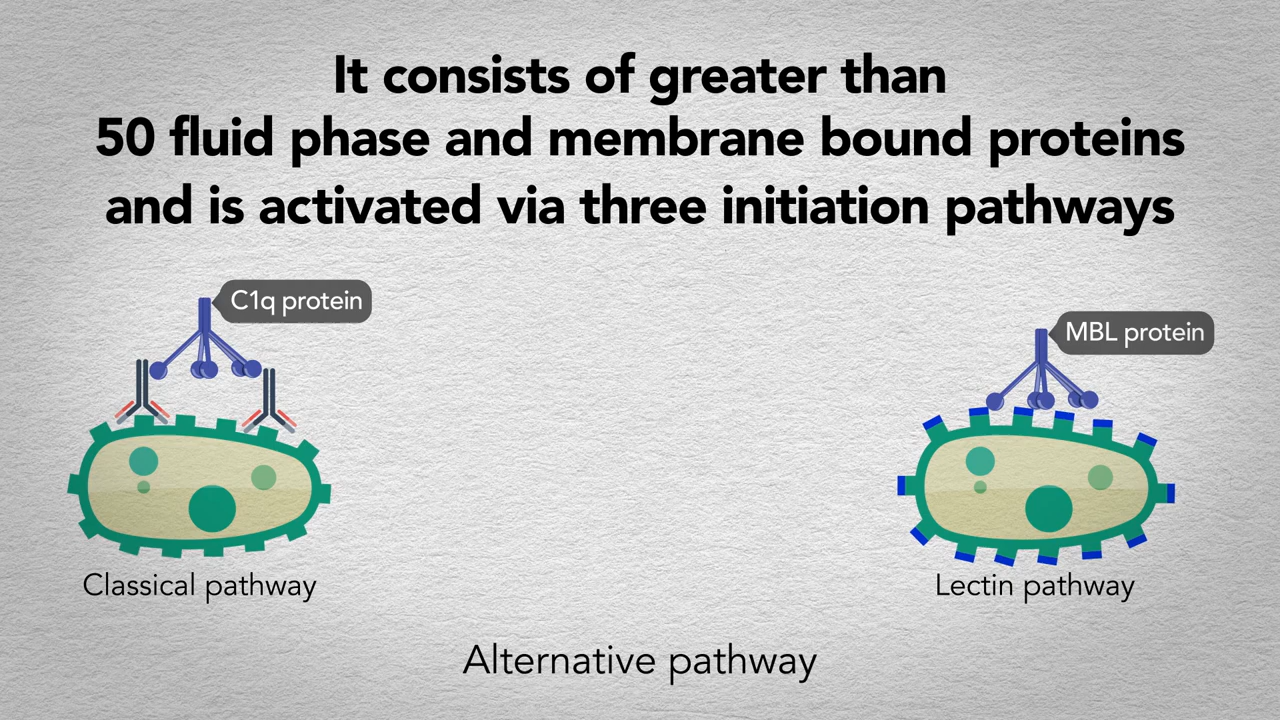 It consists of greater than
50 fluid phase and membrane bound proteins
and is activated via three initiation pathways
C1q protein
MBL protein
Classical pathway
Lectin pathway
Alternative pathway